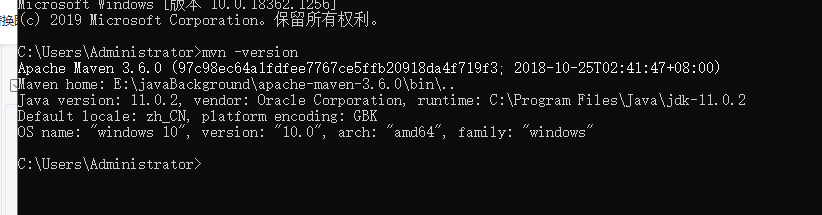 Microsoft Windows [版本 10.0.18362.1256]
(c) 2019 Microsoft Corporation。保留所有权利。
C:\Users\Administrator>mvn -version
Apache Maven 3.6.0 (97c98ec64a1fdfee7767ce5ffb20918da4f719f3; 2018-10-25T02:41:47+08:00)
Maven home: E:\javaBackground\apache-maven-3.6.0\bin\..
Java version: 11.0.2, vendor: Oracle Corporation, runtime: C:\Program Files\Java\jdk-11.0.2
Default locale: zh_CN, platform encoding: GBK
OS name: "windows 10", version: "10.0", arch: "amd64", family: "windows"
C:\Users\Administrator>